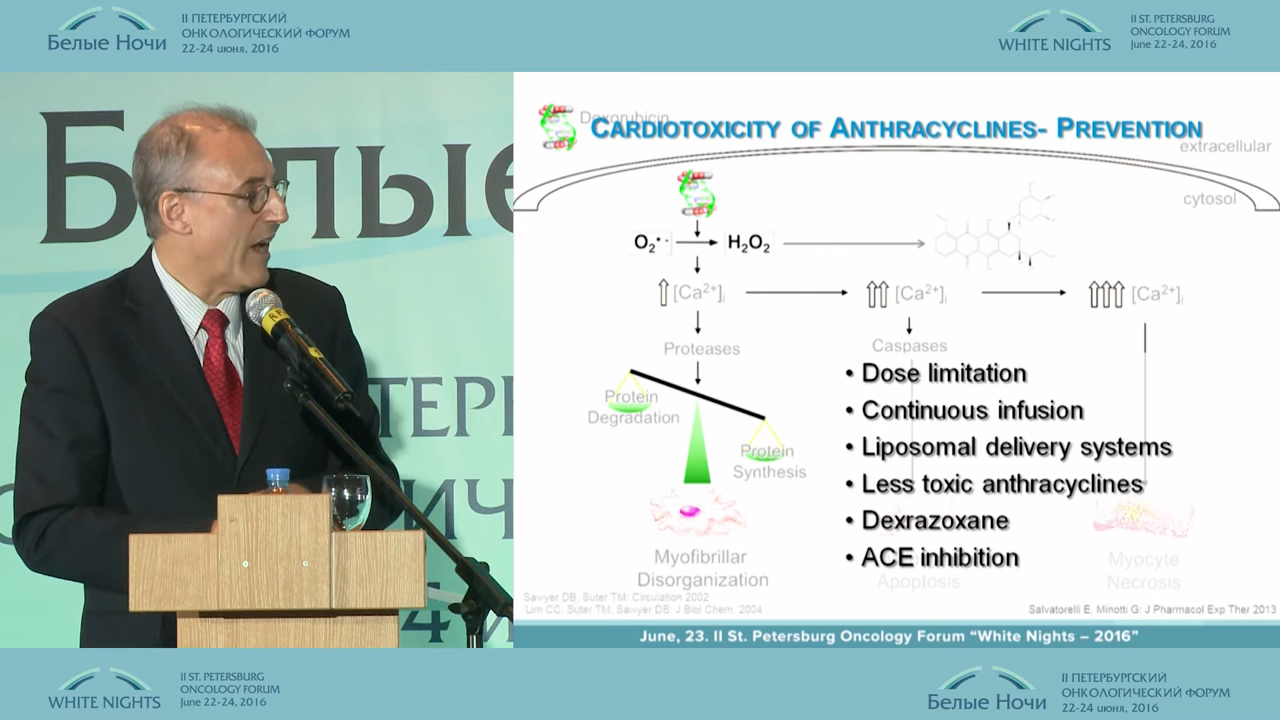 Белые Ночи
II ПЕТЕРБУРГСКИЙ
ОНКОЛОГИЧЕСКИЙ ФОРУМ
22-24 июня, 2016
WHITE NIGHTS
II ST. PETERSBURG
ONCOLOGY FORUM
June 22-24, 2016
Белые
ТЕР
ИЧ
4 и
Doxorubicin
CARDIOTOXICITY OF ANTHRACYCLINES- PREVENTION
extracellular
cytosol
O₂•- H₂O₂
[Ca²⁺]i [Ca²⁺]i [Ca²⁺]i
Proteases
Caspases
Protein
Degradation
Protein
Synthesis
• Dose limitation
• Continuous infusion
• Liposomal delivery systems
• Less toxic anthracyclines
• Dexrazoxane
• ACE inhibition
Myofibrillar
Disorganization
Apoptosis
Myocyte
Necrosis
Sawyer DB, Suter TM: Circulation 2002
Lim CC, Suter TM, Sawyer DB: J Biol Chem. 2004
Salvatorelli E, Minotti G: J Pharmacol Exp Ther 2013
June, 23. II St. Petersburg Oncology Forum “White Nights – 2016”
WHITE NIGHTS
II ST. PETERSBURG
ONCOLOGY FORUM
June 22-24, 2016
Белые Ночи
II ПЕТЕРБУРГСКИЙ
ОНКОЛОГИЧЕСКИЙ ФОРУМ
22-24 июня, 2016